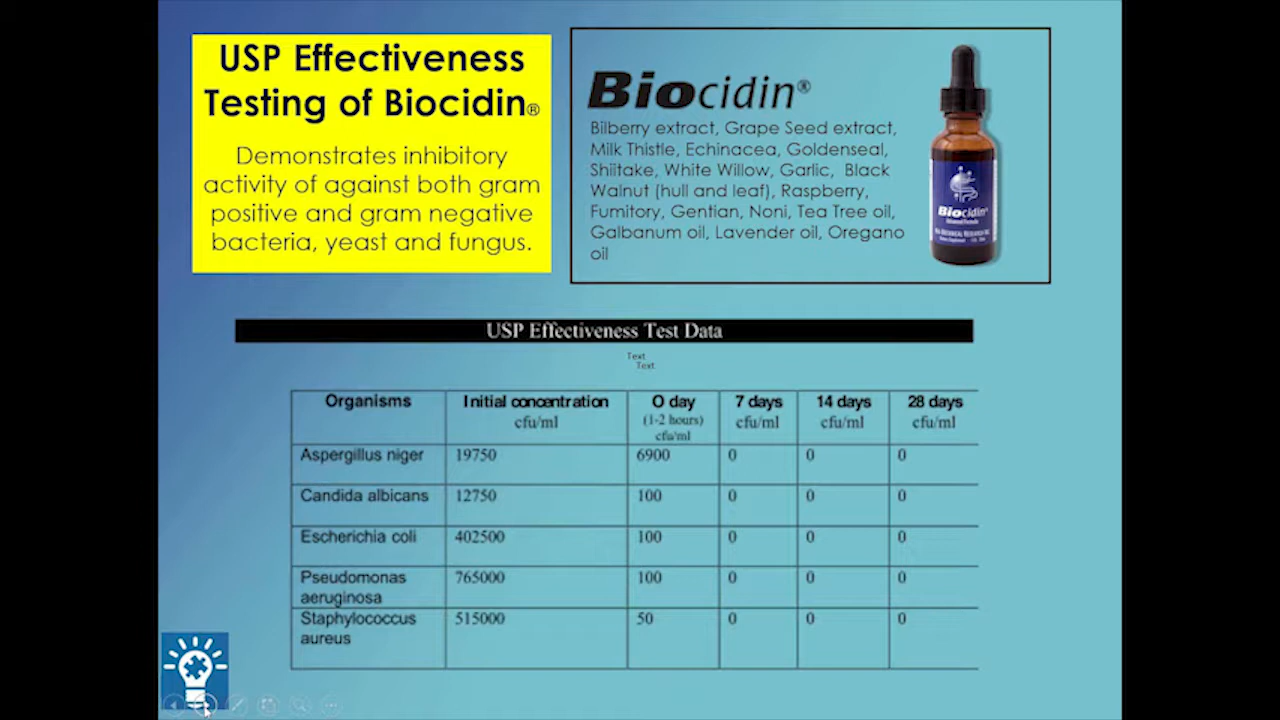 USP Effectiveness
Testing of Biocidin®
Demonstrates inhibitory
activity of against both gram
positive and gram negative
bacteria, yeast and fungus.
Biocidin®
Bilberry extract, Grape Seed extract,
Milk Thistle, Echinacea, Goldenseal,
Shiitake, White Willow, Garlic, Black
Walnut (hull and leaf), Raspberry,
Fumitory, Gentian, Noni, Tea Tree oil,
Galbanum oil, Lavender oil, Oregano
oil
Biocidin®
USP Effectiveness Test Data
Text
Text
Organisms Initial concentration O day 7 days 14 days 28 days
cfu/ml (1-2 hours) cfu/ml cfu/ml cfu/ml
cfu/ml
Aspergillus niger 19750 6900 0 0 0
Candida albicans 12750 100 0 0 0
Escherichia coli 402500 100 0 0 0
Pseudomonas 765000 100 0 0 0
aeruginosa
Staphylococcus 515000 50 0 0 0
aureus